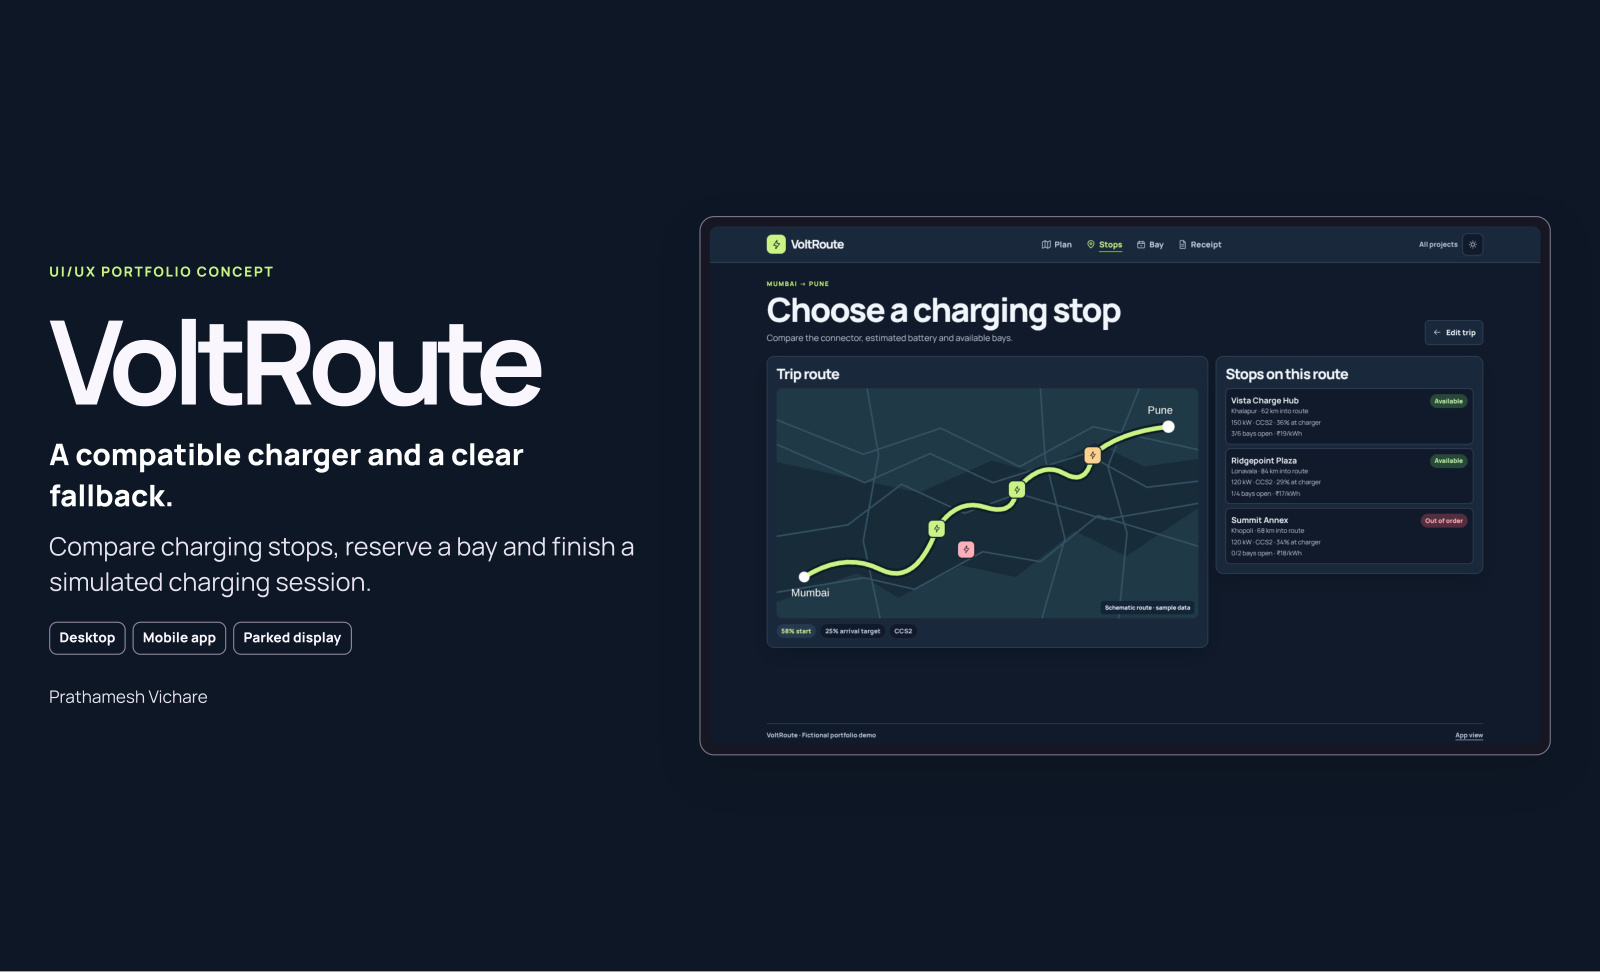 UI/UX PORTFOLIO CONCEPT
VoltRoute
A compatible charger and a clear
fallback.
Compare charging stops, reserve a bay and finish a
simulated charging session.
Desktop
Mobile app
Parked display
Prathamesh Vichare
VoltRoute
Plan
Stops
Bay
Receipt
All projects
MUMBAI → PUNE
Choose a charging stop
Compare the connector, estimated battery and available bays.
← Edit trip
Trip route
Pune
Mumbai
Schematic route · sample data
58% start
25% arrival target
CCS2
Stops on this route
Vista Charge Hub
Available
Khalapur · 62 km into route
150 kW · CCS2 · 36% at charger
3/6 bays open · ₹19/kWh
Ridgepoint Plaza
Available
Lonavala · 84 km into route
120 kW · CCS2 · 29% at charger
1/4 bays open · ₹17/kWh
Summit Annex
Out of order
Khopoli · 68 km into route
120 kW · CCS2 · 34% at charger
0/2 bays open · ₹18/kWh
VoltRoute · Fictional portfolio demo
App view